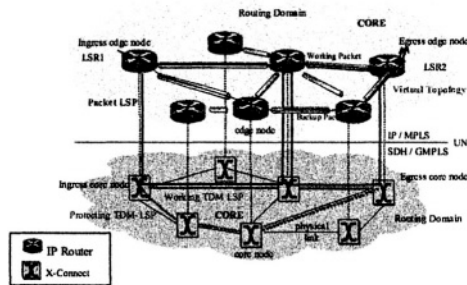 Routing Domain
CORE
Ingress edge node
Working Packet
Egress edge node
LSR1
LSR2
Virtual Topology
Packet LSP
edge node
Backup Pac
IP / MPLS
UN
SDH / GMPLS
Ingress core node
Working TDM-LSP
Egress core node
CORE
Protecting TDM-LSP
Routing Domain
physical
link
core node
IP Router
X-Connect